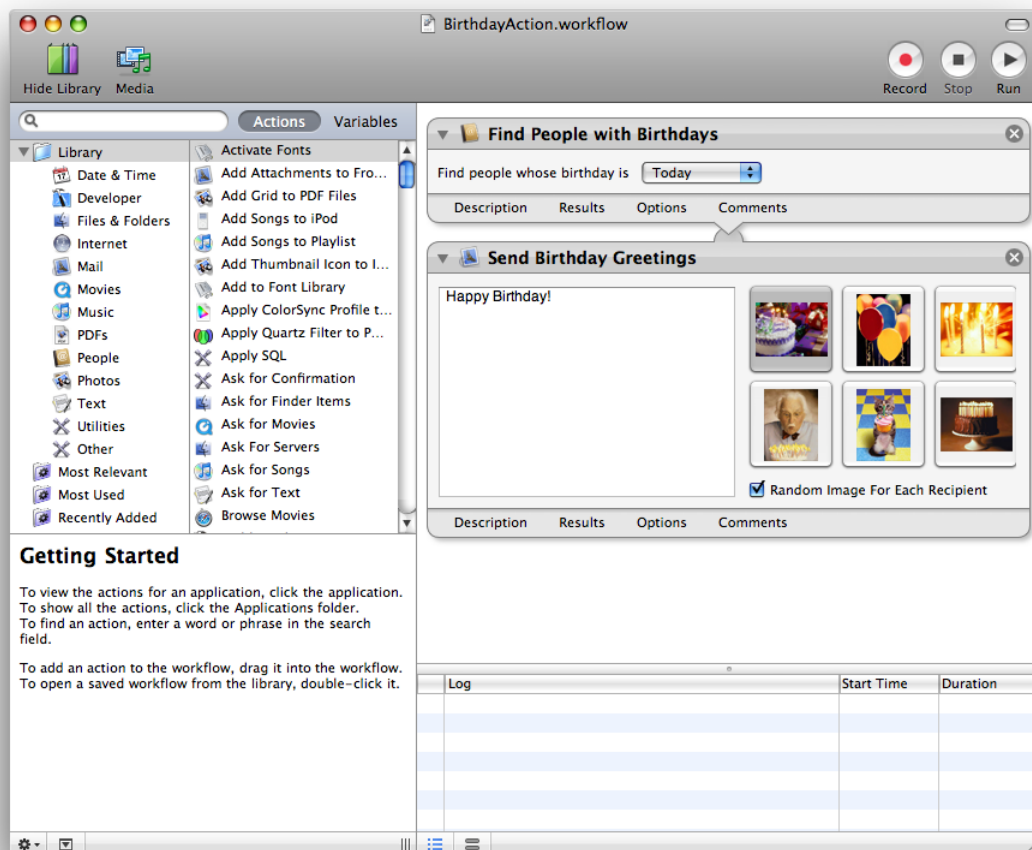 BirthdayAction.workflow
Hide Library
Media
Record
Stop
Run
Actions
Variables
Library
Date & Time
Developer
Files & Folders
Internet
Mail
Movies
Music
PDFs
People
Photos
Text
Utilities
Other
Most Relevant
Most Used
Recently Added
Activate Fonts
Add Attachments to Fro...
Add Grid to PDF Files
Add Songs to iPod
Add Songs to Playlist
Add Thumbnail Icon to I...
Add to Font Library
Apply ColorSync Profile t...
Apply Quartz Filter to P...
Apply SQL
Ask for Confirmation
Ask for Finder Items
Ask for Movies
Ask For Servers
Ask for Songs
Ask for Text
Browse Movies
Getting Started
To view the actions for an application, click the application.
To show all the actions, click the Applications folder.
To find an action, enter a word or phrase in the search
field.
To add an action to the workflow, drag it into the workflow.
To open a saved workflow from the library, double-click it.
Find People with Birthdays
Find people whose birthday is Today
Description Results Options Comments
Send Birthday Greetings
Happy Birthday!
Random Image For Each Recipient
Description Results Options Comments
Log Start Time Duration